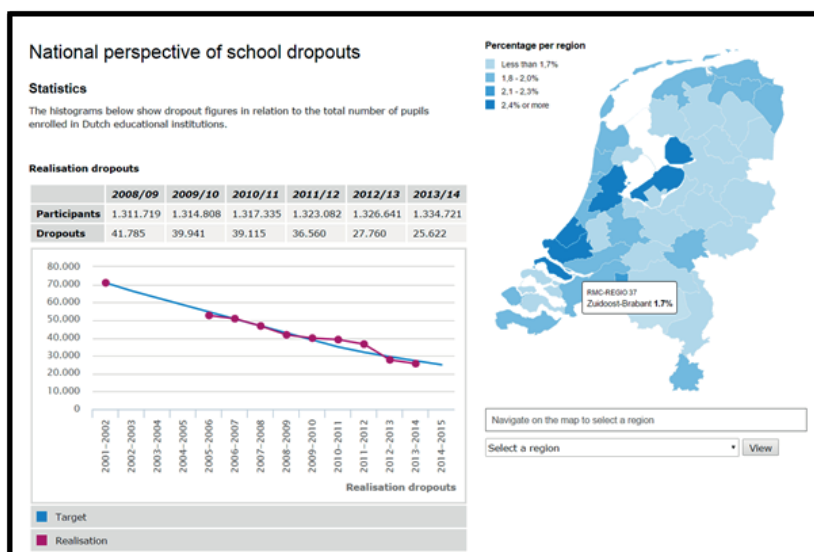 National perspective of school dropouts
Statistics
The histograms below show dropout figures in relation to the total number of pupils
enrolled in Dutch educational institutions.
Realisation dropouts
2008/09 2009/10 2010/11 2011/12 2012/13 2013/14
Participants 1.311.719 1.314.808 1.317.335 1.323.082 1.326.641 1.334.721
Dropouts 41.785 39.941 39.115 36.560 27.760 25.622
80.000
70.000
60.000
50.000
40.000
30.000
20.000
10.000
0
2001-2002
2002-2003
2003-2004
2004-2005
2005-2006
2006-2007
2007-2008
2008-2009
2009-2010
2010-2011
2011-2012
2012-2013
2013-2014
2014-2015
Realisation dropouts
Target
Realisation
Percentage per region
Less than 1,7%
1,8 - 2,0%
2,1 - 2,3%
2,4% or more
RMC-REGIO 37
Zuidoost-Brabant 1.7%
Navigate on the map to select a region
Select a region
View